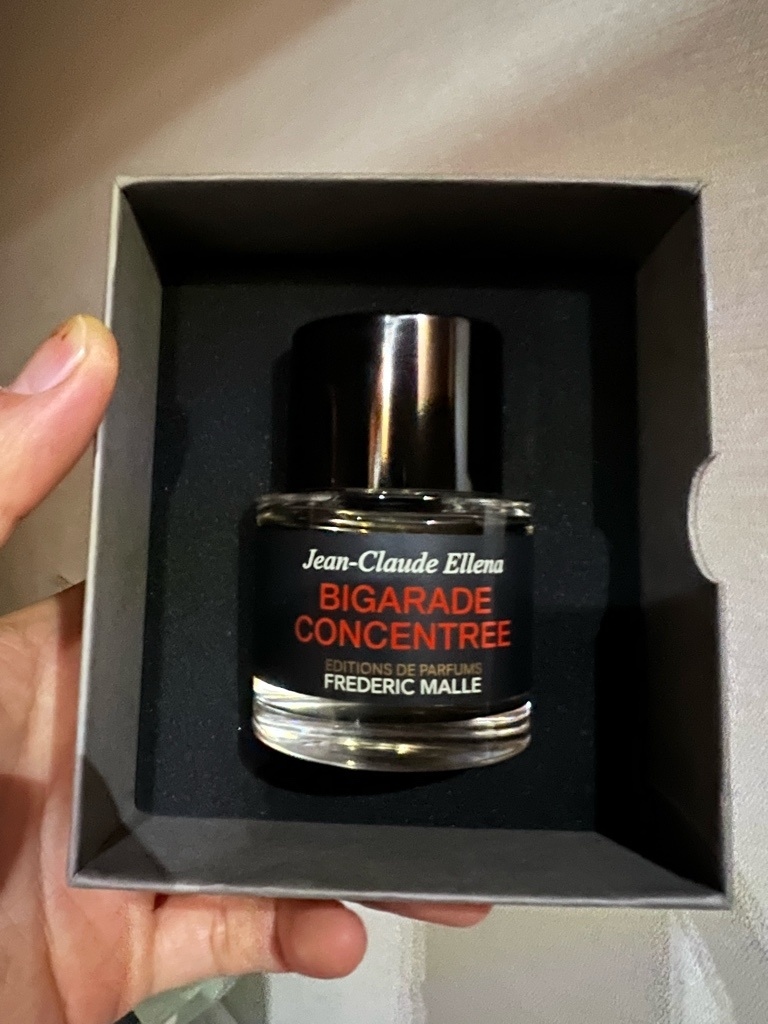 Jean-Claude Ellena
BIGARADE
CONCENTREE
EDITIONS DE PARFUMS
FREDERIC MALLE